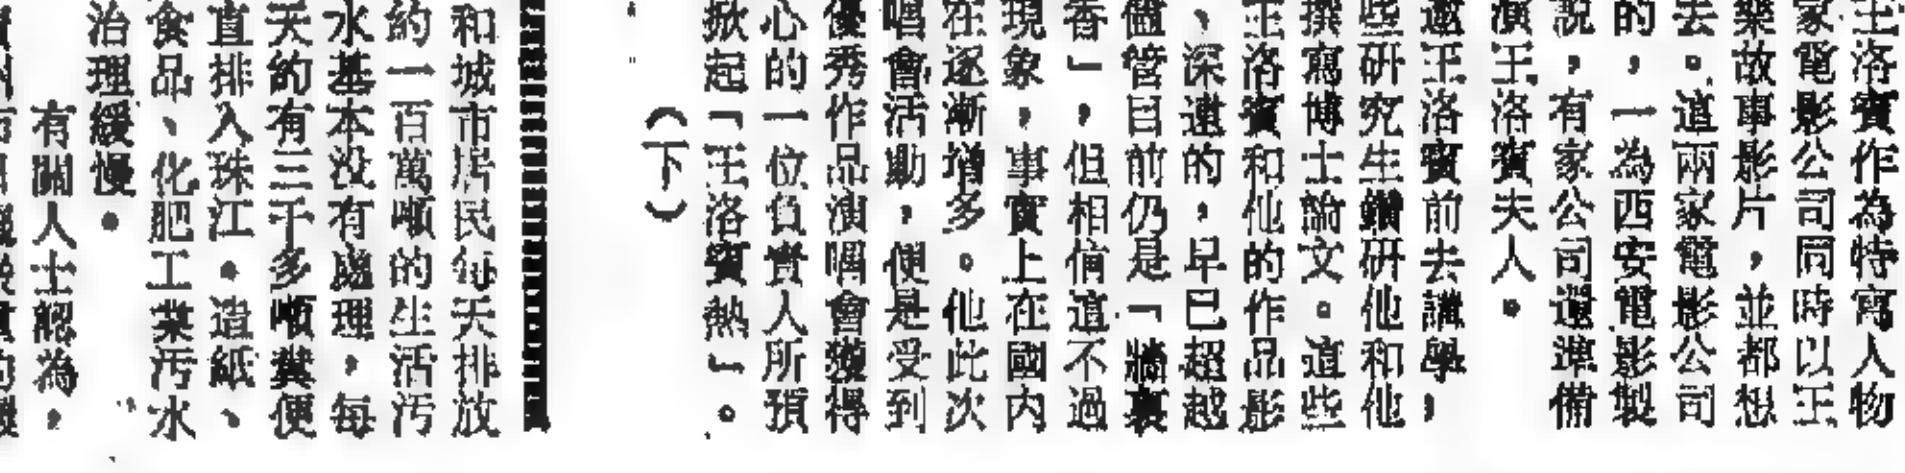 王洛賓作為特寫人物
家電影公司同時以王
樂故事影片，並都想
去。這兩家電影公司
的，一為西安電影製
說，有家公司還準備
演王洛賓夫人。
邀王洛賓前去講學，
些研究生鑽研他和他
撰寫博士論文。這些
王洛賓和他的作品影
、深遠的，早已超越
儘管目前仍是「牆裏
香」，但相信這不過
現象，事實上在國內
在逐漸增多。他此次
唱會活動，便是受到
優秀作品演唱會獲得
心的一位負責人所預
掀起「王洛賓熱」。
（下）
和城市居民每天排放
約一百萬噸的生活污
水基本没有處理，每
天約有三千多噸糞便
直排入珠江。造紙、
食品、化肥工業污水
治理緩慢。
有關人士認為，